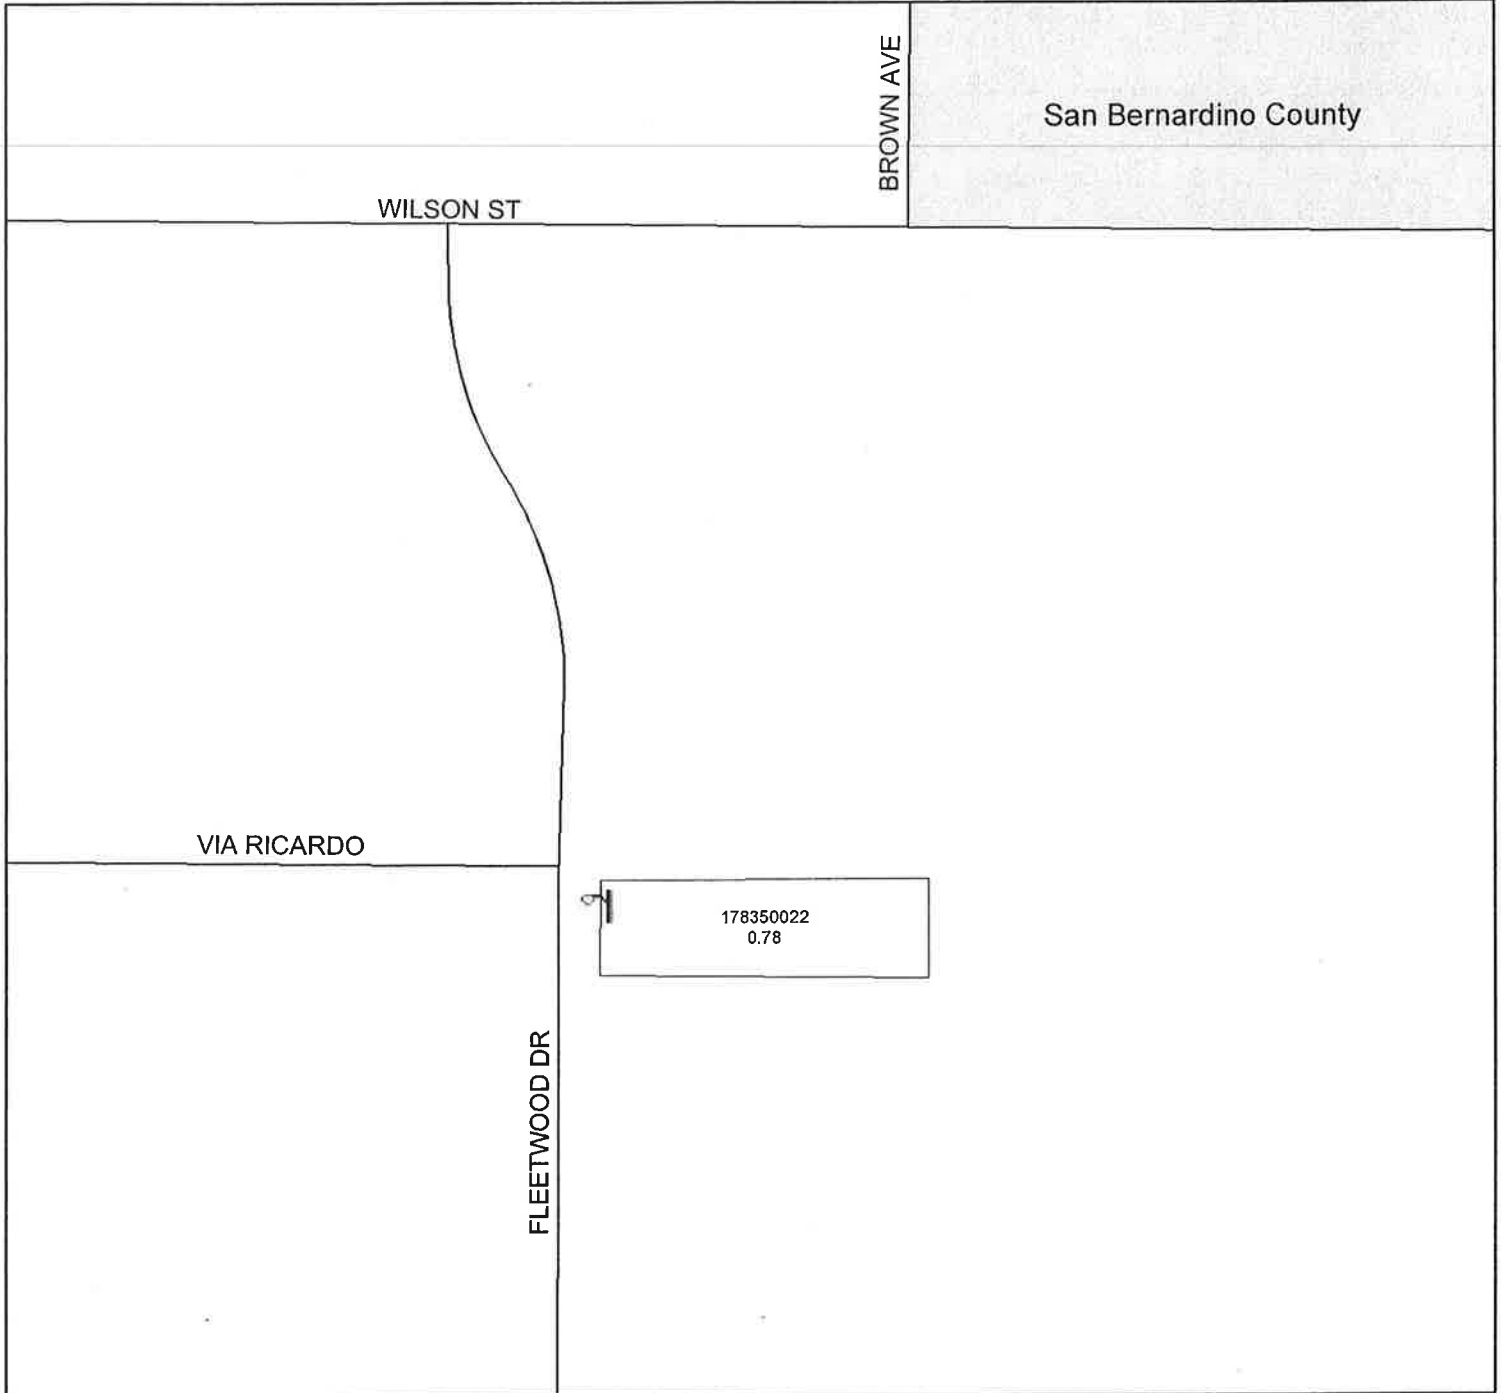 BROWN AVE
San Bernardino County
WILSON ST
VIA RICARDO
178350022
0.78
FLEETWOOD DR